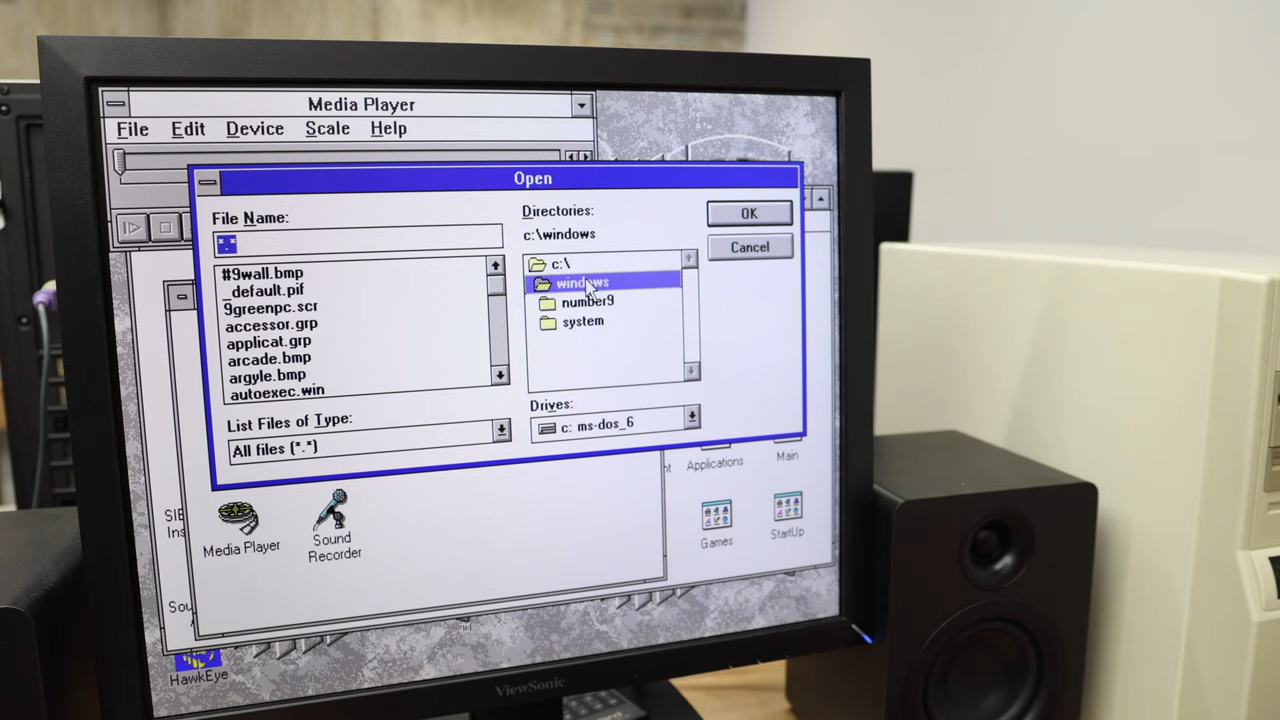 Media Player
File Edit Device Scale Help
Open
File Name:
*.*
#9wall.bmp
_default.pif
9greenpc.scr
accessor.grp
applicat.grp
arcade.bmp
argyle.bmp
autoexec.win
List Files of Type:
All files (*.*)
Directories:
c:\windows
c:\
windows
number9
system
Drives:
c: ms-dos_6
OK
Cancel
Applications
Main
Games
StartUp
Media Player
Sound
Recorder
HawkEye
ViewSonic